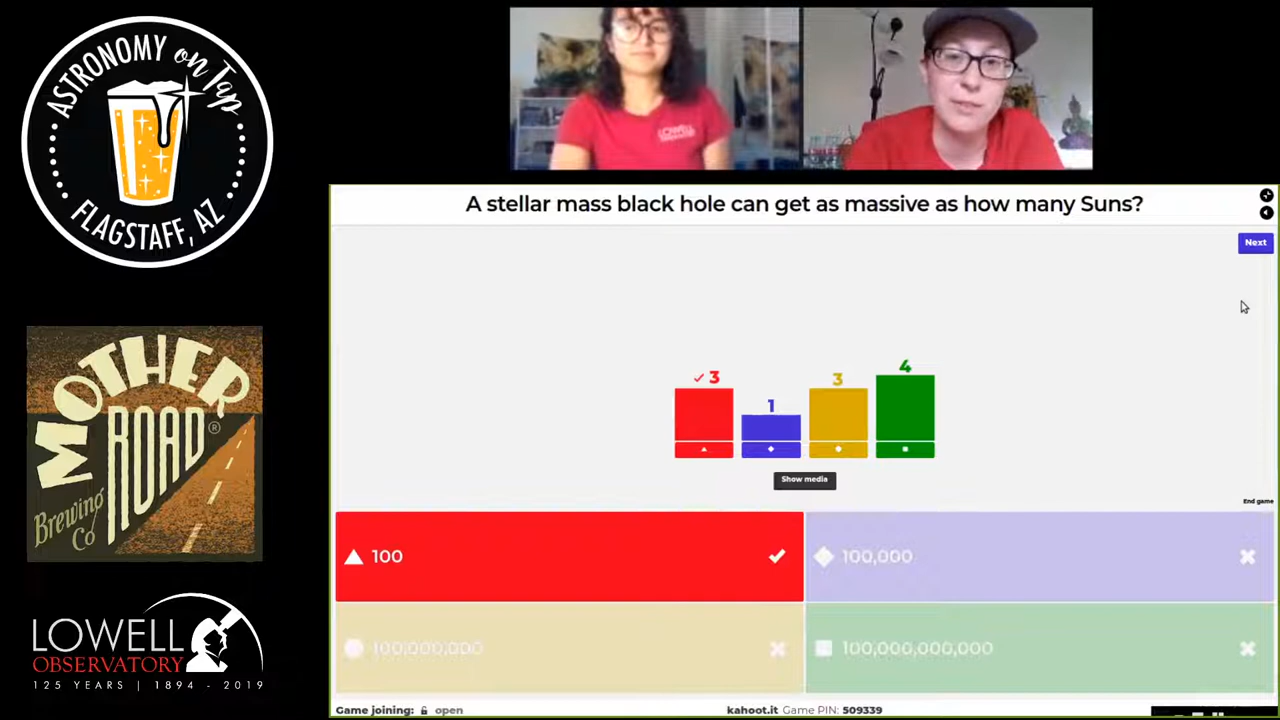 ASTRONOMY on Tap
FLAGSTAFF, AZ
MOTHER
ROAD ®
Brewing
Co
LOWELL
OBSERVATORY
125 YEARS | 1894 - 2019
LOWELL
A stellar mass black hole can get as massive as how many Suns?
Next
3
1
3
4
Show media
End game
100
100,000
100,000,000
100,000,000,000
Game joining: open
kahoot.it Game PIN: 509339